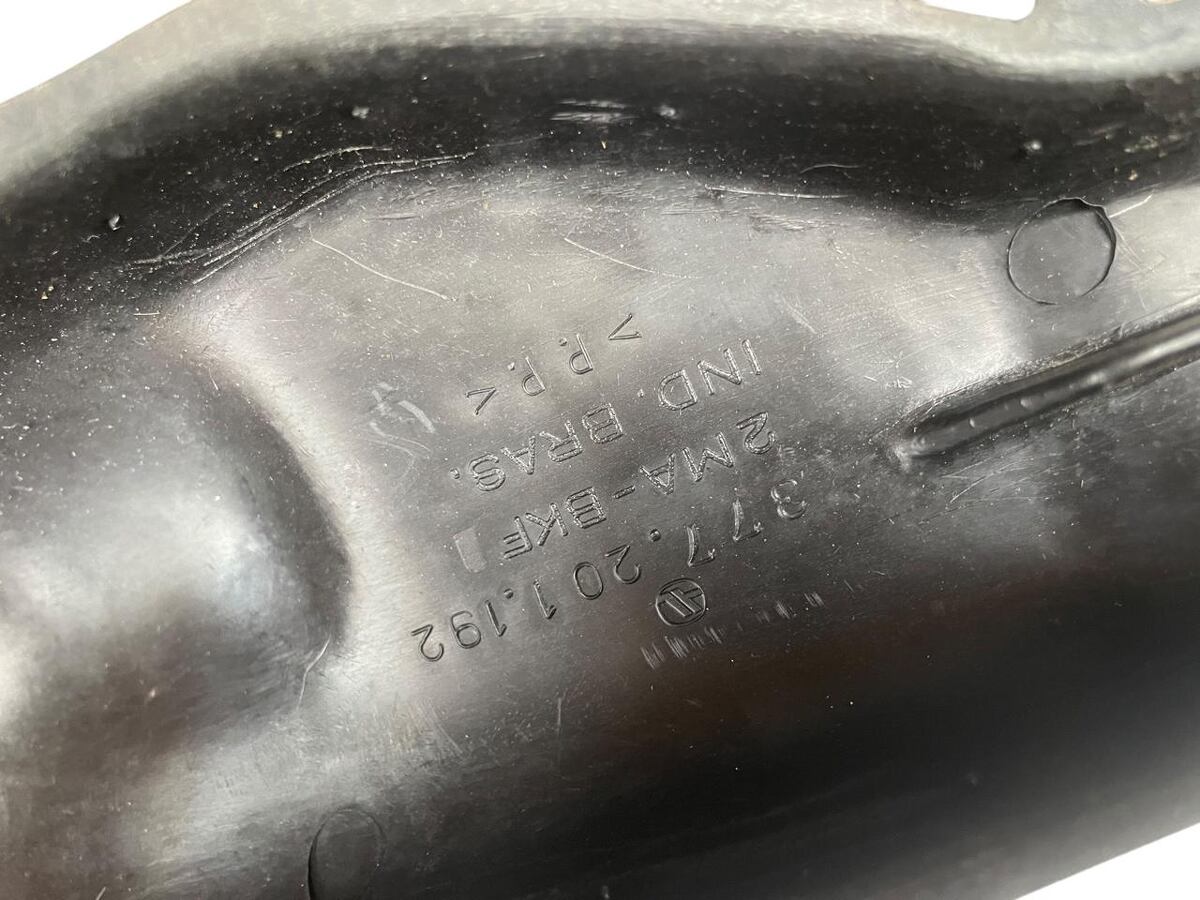 377.201.192
2MA-BKF
IND. BRAS.
>P.P.<